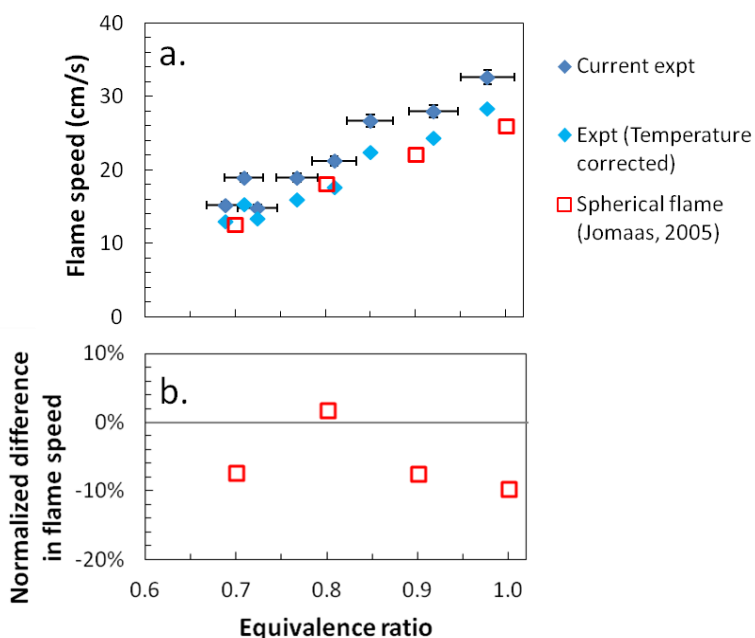 40
30
20
10
0
Flame speed (cm/s)
a.
Current expt
Expt (Temperature
corrected)
Spherical flame
(Jomaas, 2005)
10%
0%
-10%
-20%
Normalized difference
in flame speed
b.
0.6 0.7 0.8 0.9 1.0
Equivalence ratio